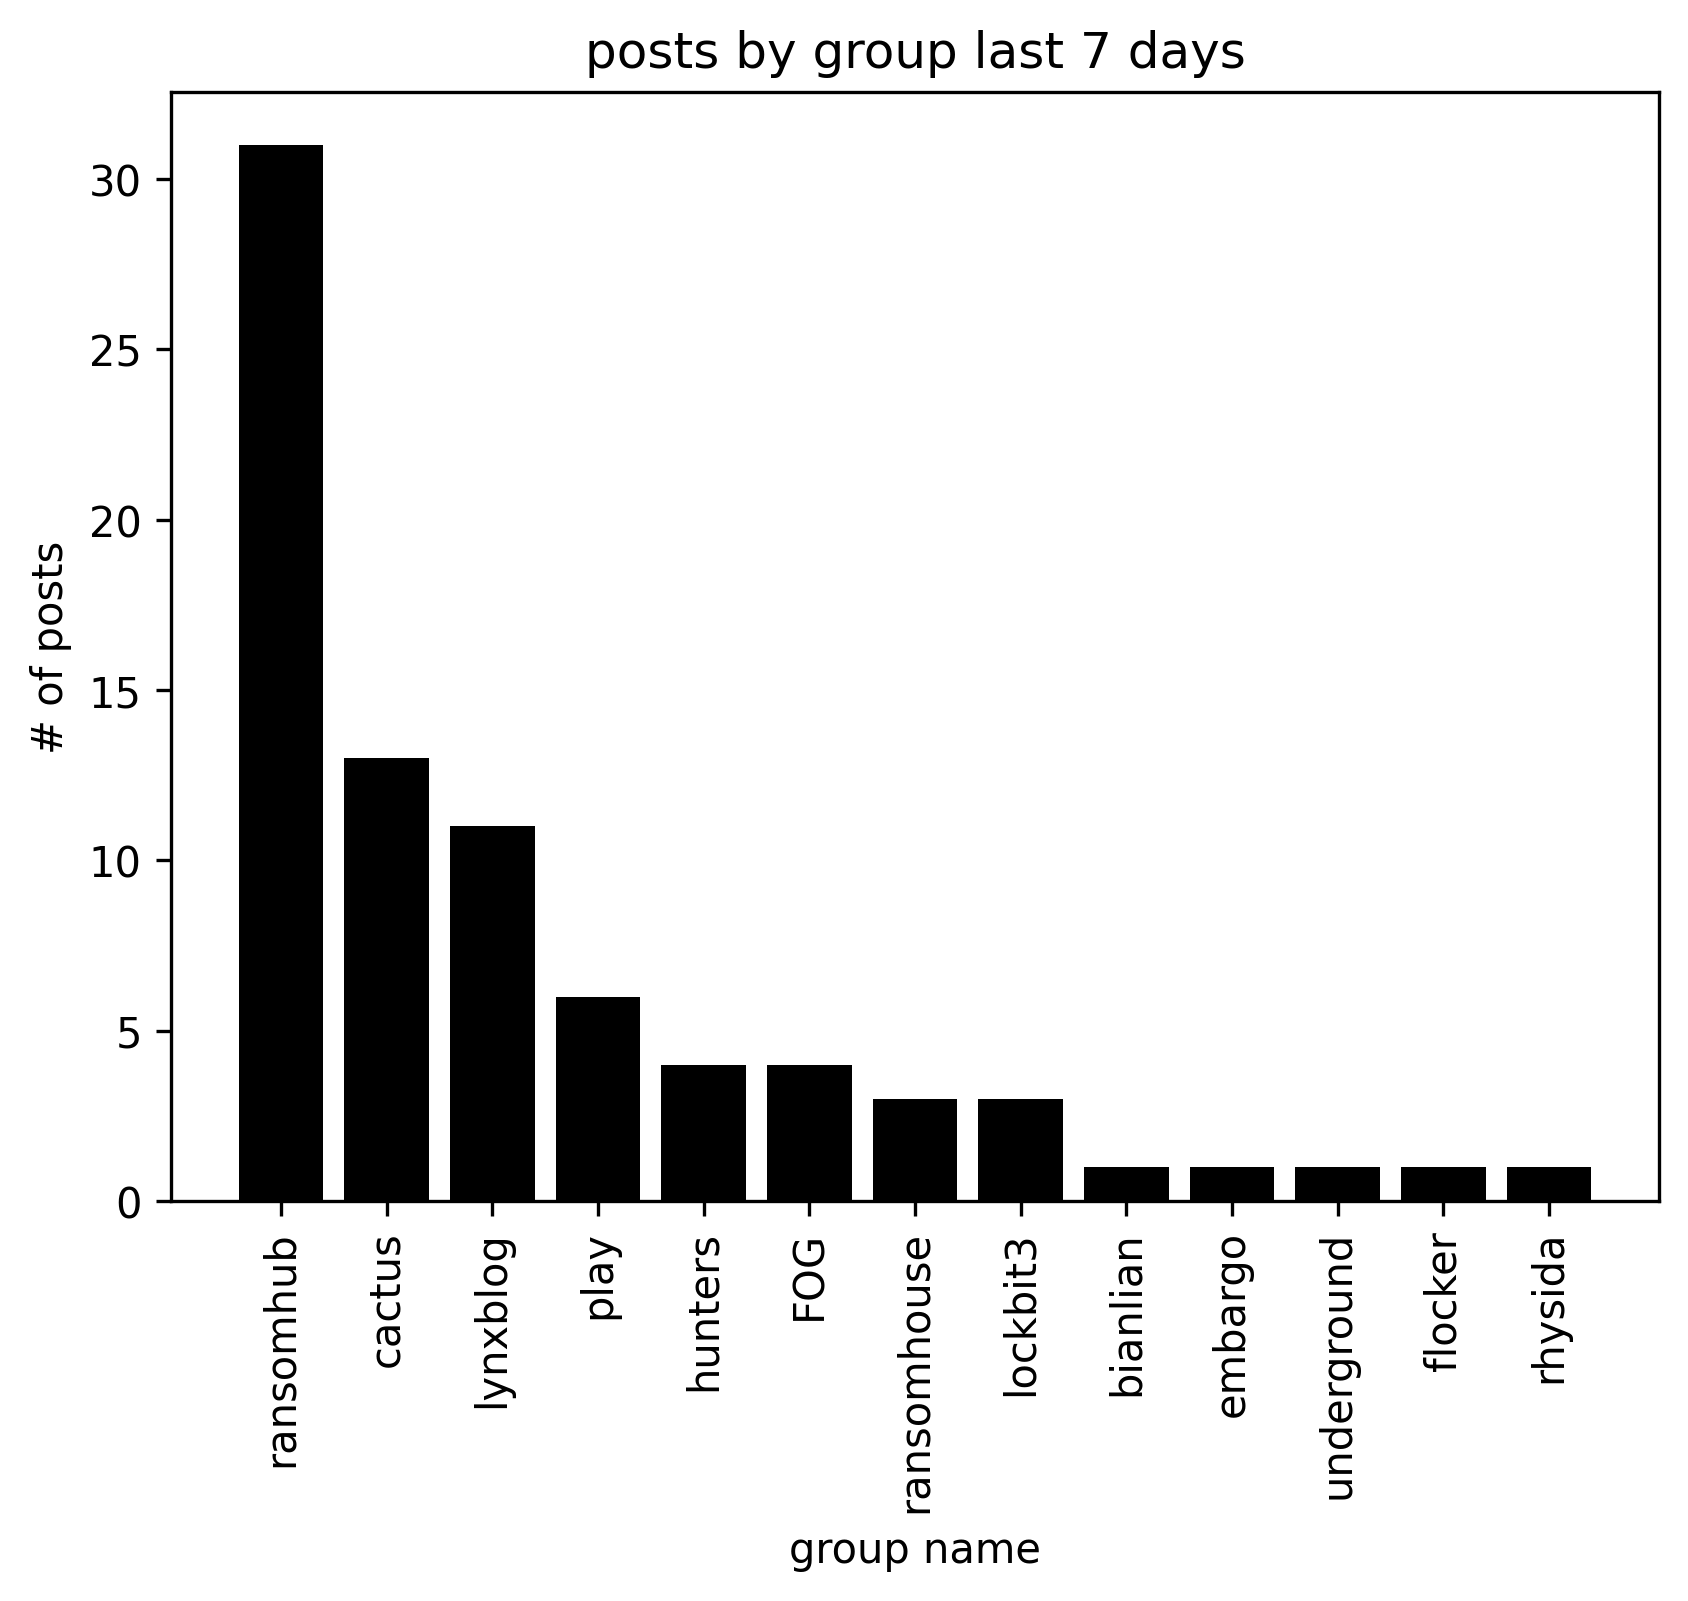 posts by group last 7 days
# of posts
30
25
20
15
10
5
0
ransomhub
cactus
lynxblog
play
hunters
FOG
ransomhouse
lockbit3
bianlian
embargo
underground
flocker
rhysida
group name